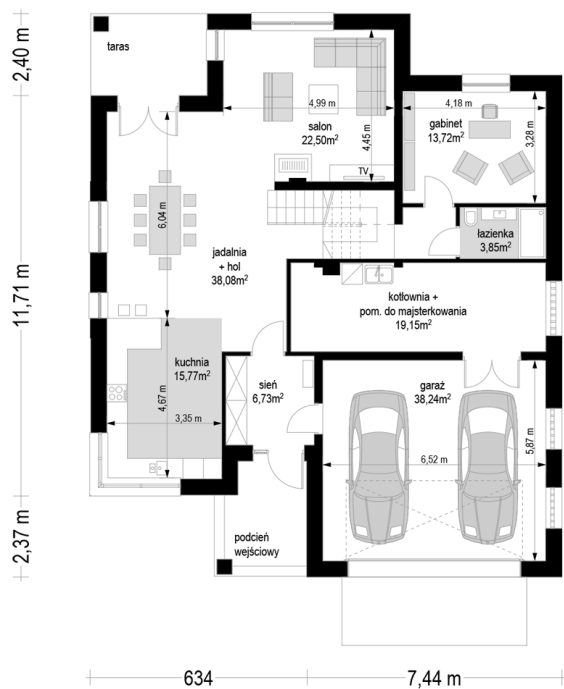 2,40 m
11,71 m
2,37 m
taras
4,99 m
salon
22,50m²
4,45 m
TV
4,18 m
gabinet
13,72m²
3,28 m
6,04 m
jadalnia
+ hol
38,08m²
łazienka
3,85m²
kotłownia +
pom. do majsterkowania
19,15m²
kuchnia
15,77m²
4,67 m
3,35 m
sień
6,73m²
garaż
38,24m²
6,52 m
5,87 m
podcień
wejściowy
634
7,44 m